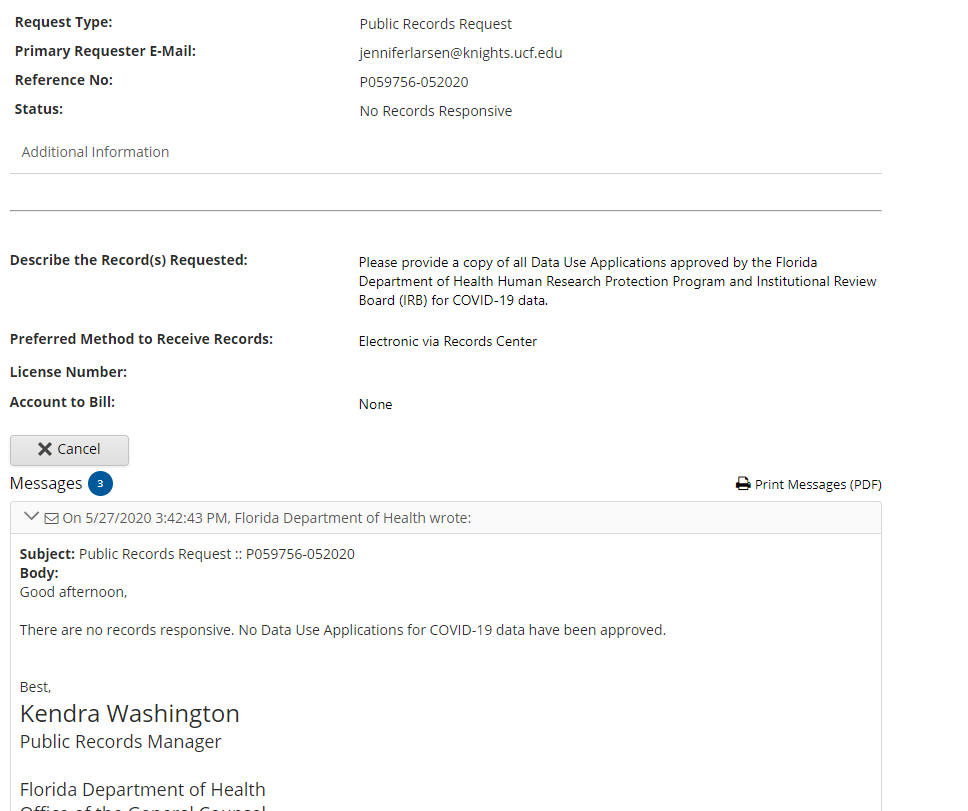 Request Type: Public Records Request
Primary Requester E-Mail: jenniferlarsen@knights.ucf.edu
Reference No: P059756-052020
Status: No Records Responsive
Additional Information
Describe the Record(s) Requested: Please provide a copy of all Data Use Applications approved by the Florida
Department of Health Human Research Protection Program and Institutional Review
Board (IRB) for COVID-19 data.
Preferred Method to Receive Records: Electronic via Records Center
License Number:
Account to Bill: None
Cancel
Messages 3 Print Messages (PDF)
On 5/27/2020 3:42:43 PM, Florida Department of Health wrote:
Subject: Public Records Request :: P059756-052020
Body:
Good afternoon,
There are no records responsive. No Data Use Applications for COVID-19 data have been approved.
Best,
Kendra Washington
Public Records Manager
Florida Department of Health
Office of the General Counsel